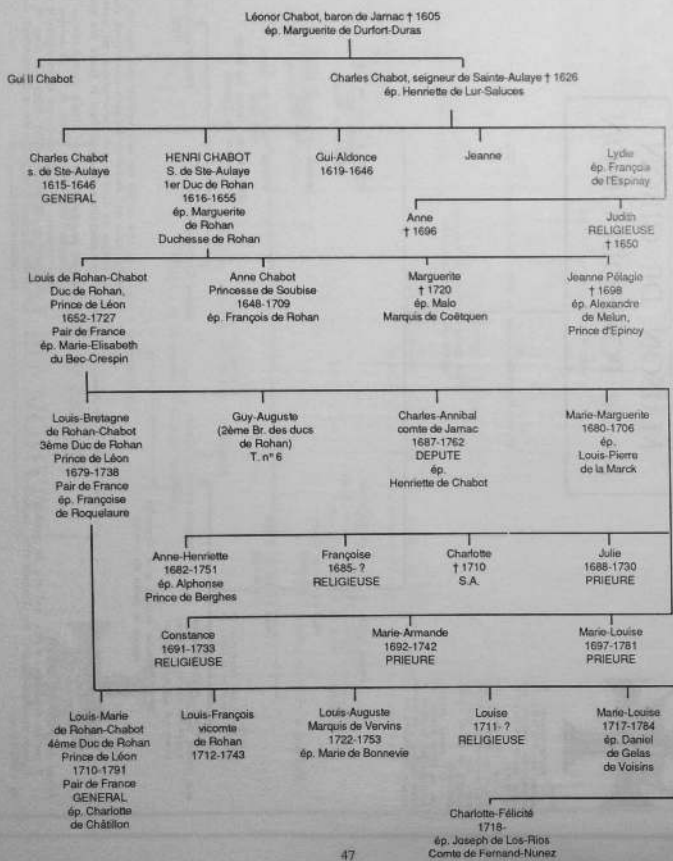 Léonor Chabot, baron de Jarnac † 1605
ép. Marguerite de Durfort-Duras
Gui II Chabot
Charles Chabot, seigneur de Sainte-Aulaye † 1626
ép. Henriette de Lur-Saluces
Charles Chabot
s. de Ste-Aulaye
1615-1646
GENERAL
HENRI CHABOT
S. de Ste-Aulaye
1er Duc de Rohan
1616-1655
ép. Marguerite
de Rohan
Duchesse de Rohan
Gui-Aldonce
1619-1646
Jeanne
Lydie
ép. François
de l'Espinay
Anne
† 1696
Judith
RELIGIEUSE
† 1650
Louis de Rohan-Chabot
Duc de Rohan,
Prince de Léon
1652-1727
Pair de France
ép. Marie-Elisabeth
du Bec-Crespin
Anne Chabot
Princesse de Soubise
1648-1709
ép. François de Rohan
Marguerite
† 1720
ép. Malo
Marquis de Coëtquen
Jeanne Pélagie
† 1698
ép. Alexandre
de Melun,
Prince d'Epinoy
Louis-Bretagne
de Rohan-Chabot
3ème Duc de Rohan
Prince de Léon
1679-1738
Pair de France
ép. Françoise
de Roquelaure
Guy-Auguste
(2ème Br. des ducs
de Rohan)
T. n° 6
Charles-Annibal
comte de Jarnac
1687-1762
DEPUTE
ép.
Henriette de Chabot
Marie-Marguerite
1680-1706
ép.
Louis-Pierre
de la Marck
Anne-Henriette
1682-1751
ép. Alphonse
Prince de Berghes
Françoise
1685- ?
RELIGIEUSE
Charlotte
† 1710
S.A.
Julie
1688-1730
PRIEURE
Constance
1691-1733
RELIGIEUSE
Marie-Armande
1692-1742
PRIEURE
Marie-Louise
1697-1781
PRIEURE
Louis-Marie
de Rohan-Chabot
4ème Duc de Rohan
Prince de Léon
1710-1791
Pair de France
GENERAL
ép. Charlotte
de Châtillon
Louis-François
vicomte
de Rohan
1712-1743
Louis-Auguste
Marquis de Vervins
1722-1753
ép. Marie de Bonnevie
Louise
1711- ?
RELIGIEUSE
Marie-Louise
1717-1784
ép. Daniel
de Gelas
de Voisins
Charlotte-Félicité
1718-
ép. Joseph de Los-Rios
Comte de Fernand-Nunez
47